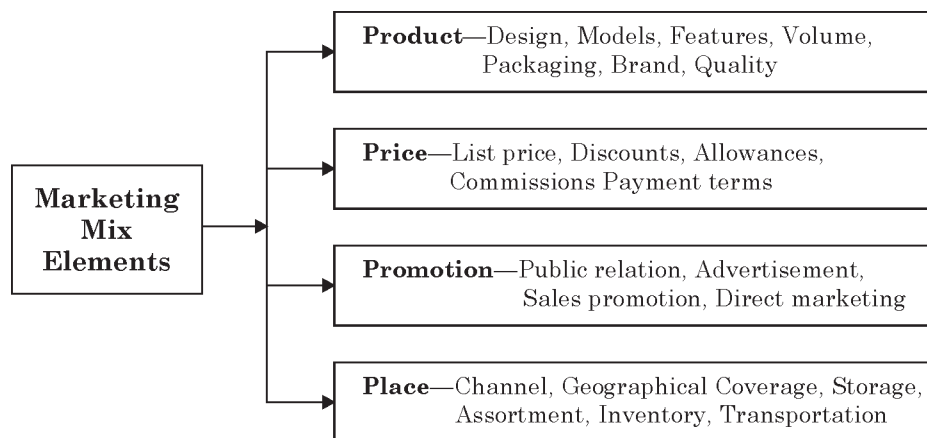 Product—Design, Models, Features, Volume,
Packaging, Brand, Quality
Price—List price, Discounts, Allowances,
Commissions Payment terms
Marketing
Mix
Elements
Promotion—Public relation, Advertisement,
Sales promotion, Direct marketing
Place—Channel, Geographical Coverage, Storage,
Assortment, Inventory, Transportation